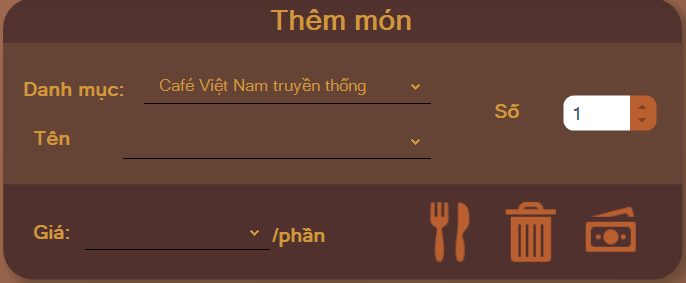 Thêm món
Danh mục:
Café Việt Nam truyền thống
Số
1
Tên
Giá:
/phần